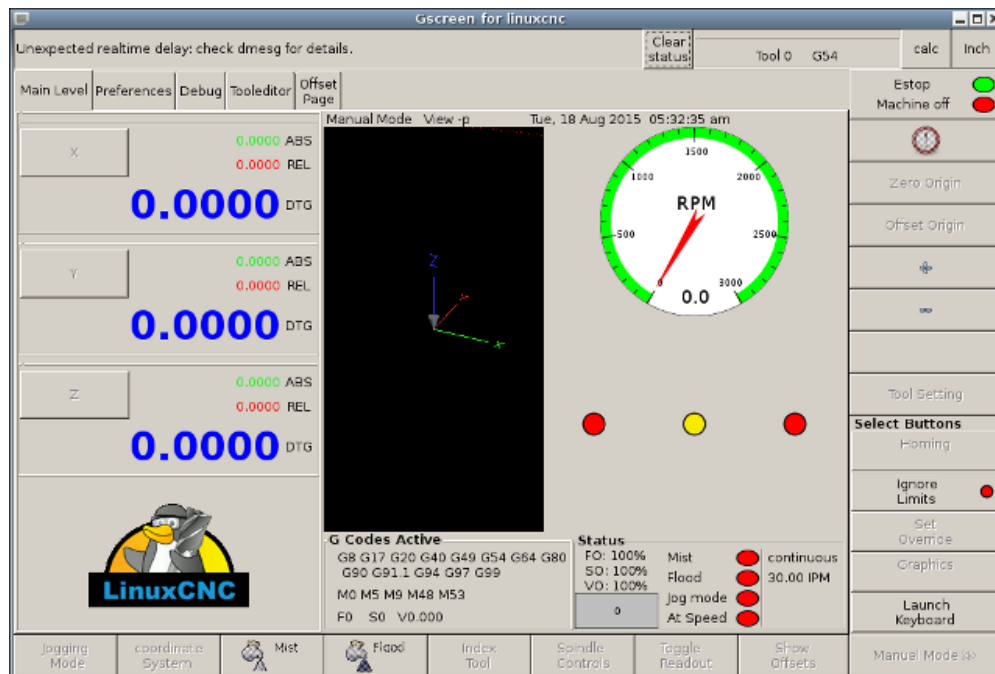 Gscreen for linuxcnc
Unexpected realtime delay: check dmesg for details.
Clear
status
Tool 0 G54
calc
Inch
Main Level
Preferences
Debug
Tooleditor
Offset
Page
Estop
Machine off
X
0.0000 ABS
0.0000 REL
0.0000 DTG
Y
0.0000 ABS
0.0000 REL
0.0000 DTG
Z
0.0000 ABS
0.0000 REL
0.0000 DTG
LinuxCNC
Manual Mode View -p Tue, 18 Aug 2015 05:32:35 am
Z
Y
X
0
500
1000
1500
2000
2500
3000
RPM
0.0
G Codes Active
G8 G17 G20 G40 G49 G54 G64 G80
G90 G91.1 G94 G97 G99
M0 M5 M9 M48 M53
F0 S0 V0.000
Status
FO: 100%
SO: 100%
VO: 100%
0
Mist
Flood
Jog mode
At Speed
continuous
30.00 IPM
Zero Origin
Offset Origin
Tool Setting
Select Buttons
Homing
Ignore
Limits
Set
Override
Graphics
Launch
Keyboard
Jogging
Mode
coordinate
System
Mist
Flood
Index
Tool
Spindle
Controls
Toggle
Readout
Show
Offsets
Manual Mode